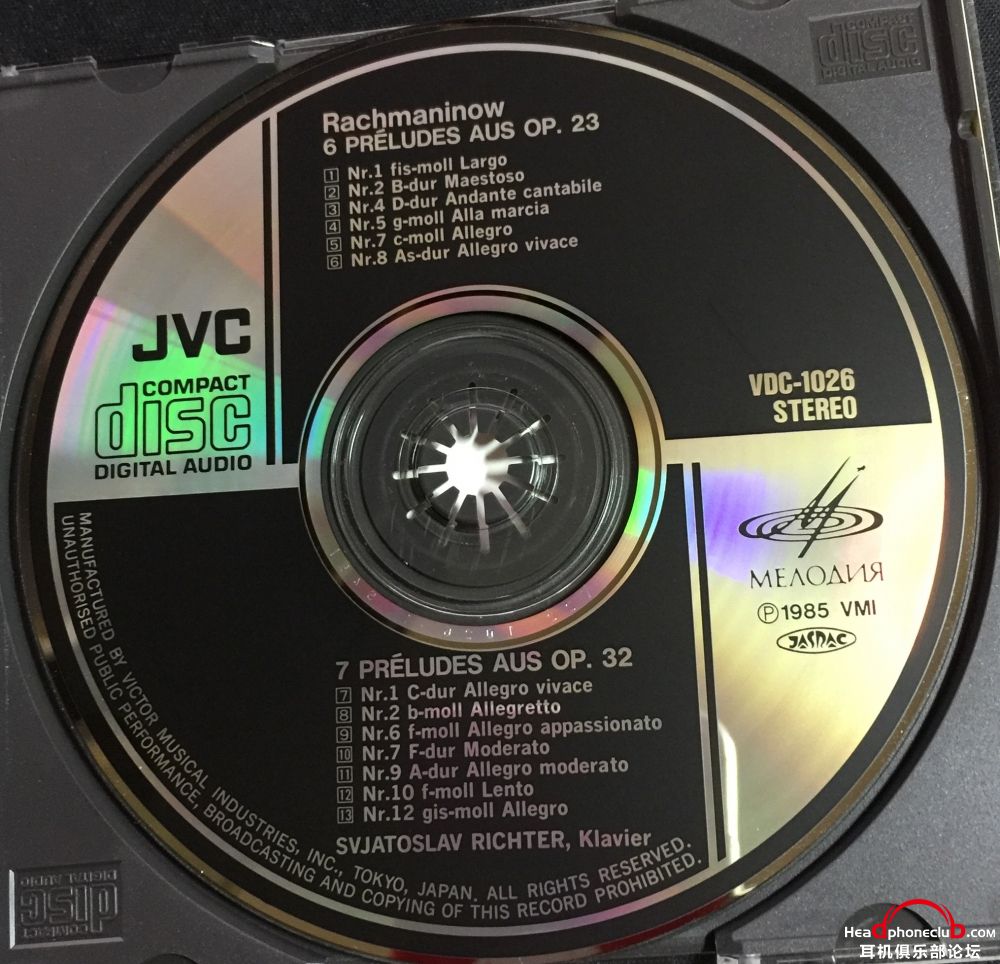 COMPACT
disc
DIGITAL AUDIO
Rachmaninow
6 PRÉLUDES AUS OP. 23
1 Nr.1 fis-moll Largo
2 Nr.2 B-dur Maestoso
3 Nr.4 D-dur Andante cantabile
4 Nr.5 g-moll Alla marcia
5 Nr.7 c-moll Allegro
6 Nr.8 As-dur Allegro vivace
JVC
COMPACT
disc
DIGITAL AUDIO
VDC-1026
STEREO
МЕЛОДИЯ
Ⓟ1985 VMI
JASRAC
7 PRÉLUDES AUS OP. 32
7 Nr.1 C-dur Allegro vivace
8 Nr.2 b-moll Allegretto
9 Nr.6 f-moll Allegro appassionato
10 Nr.7 F-dur Moderato
11 Nr.9 A-dur Allegro moderato
12 Nr.10 f-moll Lento
13 Nr.12 gis-moll Allegro
SVJATOSLAV RICHTER, Klavier
MANUFACTURED BY VICTOR MUSICAL INDUSTRIES, INC., TOKYO, JAPAN. ALL RIGHTS RESERVED.
UNAUTHORISED PUBLIC PERFORMANCE, BROADCASTING AND COPYING OF THIS RECORD PROHIBITED.
COMPACT
disc
DIGITAL AUDIO
Headphoneclub.com
耳机俱乐部论坛